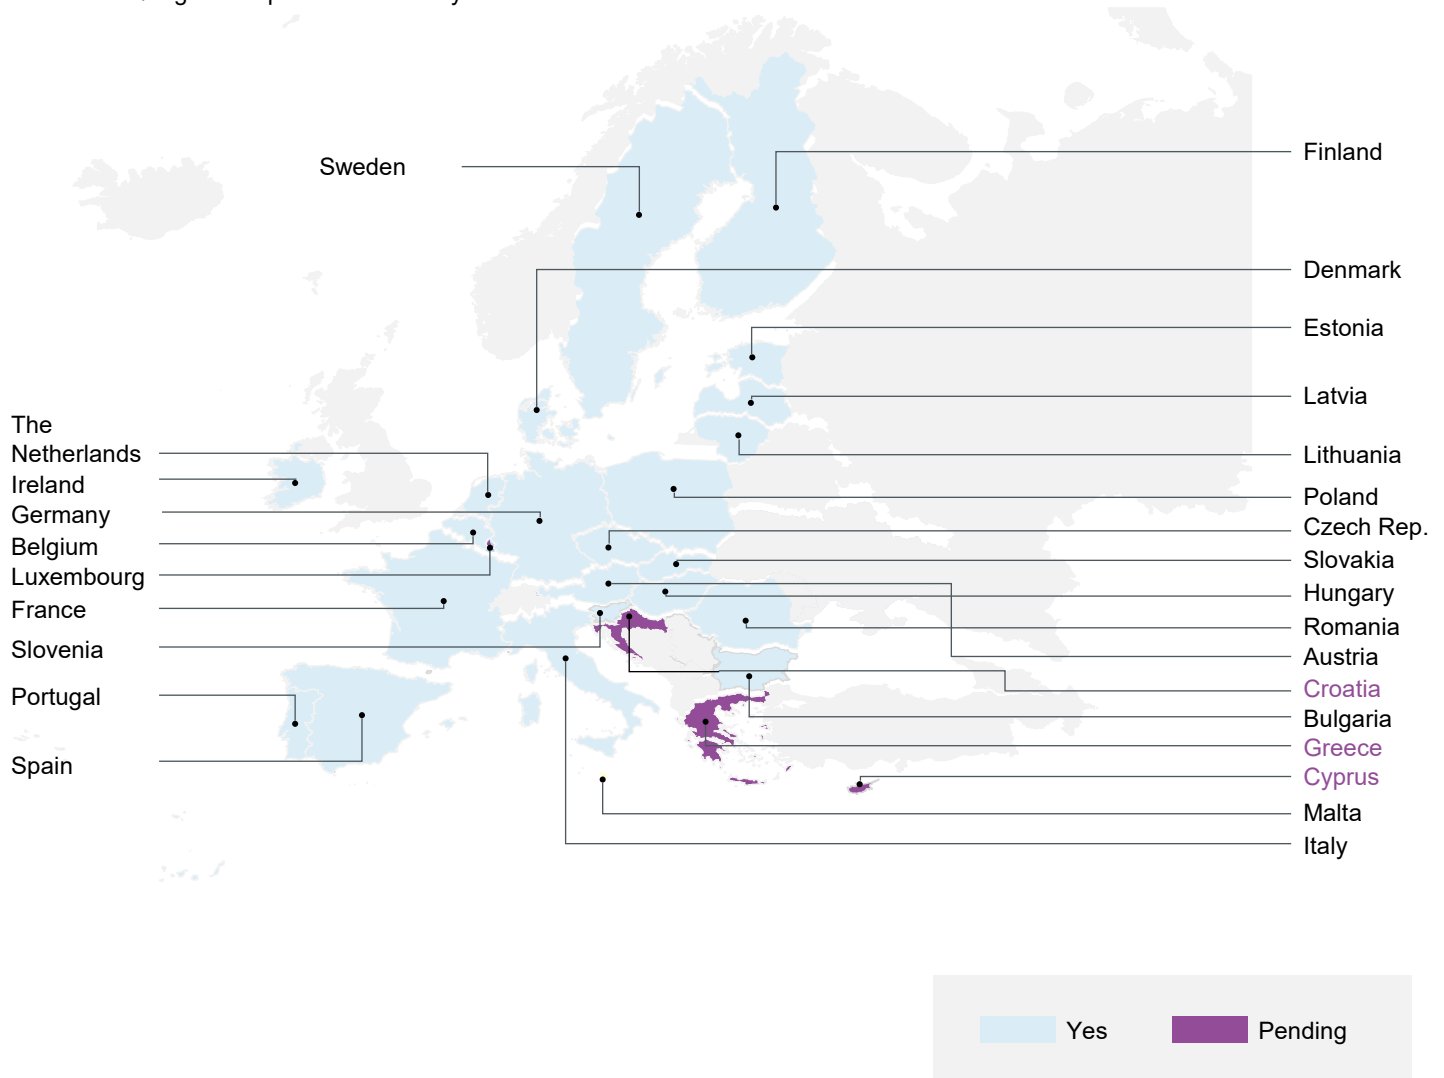 Finland
Sweden
Denmark
Estonia
Latvia
The
Netherlands
Lithuania
Ireland
Poland
Germany
Czech Rep.
Belgium
Slovakia
Luxembourg
Hungary
France
Romania
Slovenia
Austria
Croatia
Portugal
Bulgaria
Greece
Spain
Cyprus
Malta
Italy
Yes
Pending